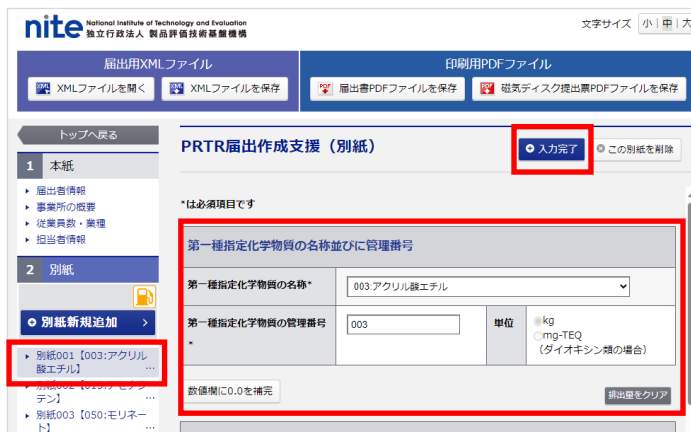 nite National Institute of Technology and Evaluation
独立行政法人 製品評価技術基盤機構
文字サイズ 小 中 大
届出用XMLファイル
XMLファイルを開く XMLファイルを保存
印刷用PDFファイル
届出書PDFファイルを保存 磁気ディスク提出票PDFファイルを保存
トップへ戻る
1 本紙
届出者情報
事業所の概要
従業員数・業種
担当者情報
2 別紙
別紙新規追加
別紙001【003:アクリル
酸エチル】 …
テン】 …
別紙003【050:モリネー
ト】 …
PRTR届出作成支援（別紙）
入力完了 この別紙を削除
*は必須項目です
第一種指定化学物質の名称並びに管理番号
第一種指定化学物質の名称* 003:アクリル酸エチル
第一種指定化学物質の管理番号
* 003 単位 kg
mg-TEQ
（ダイオキシン類の場合）
数値欄に0.0を補完 排出量をクリア